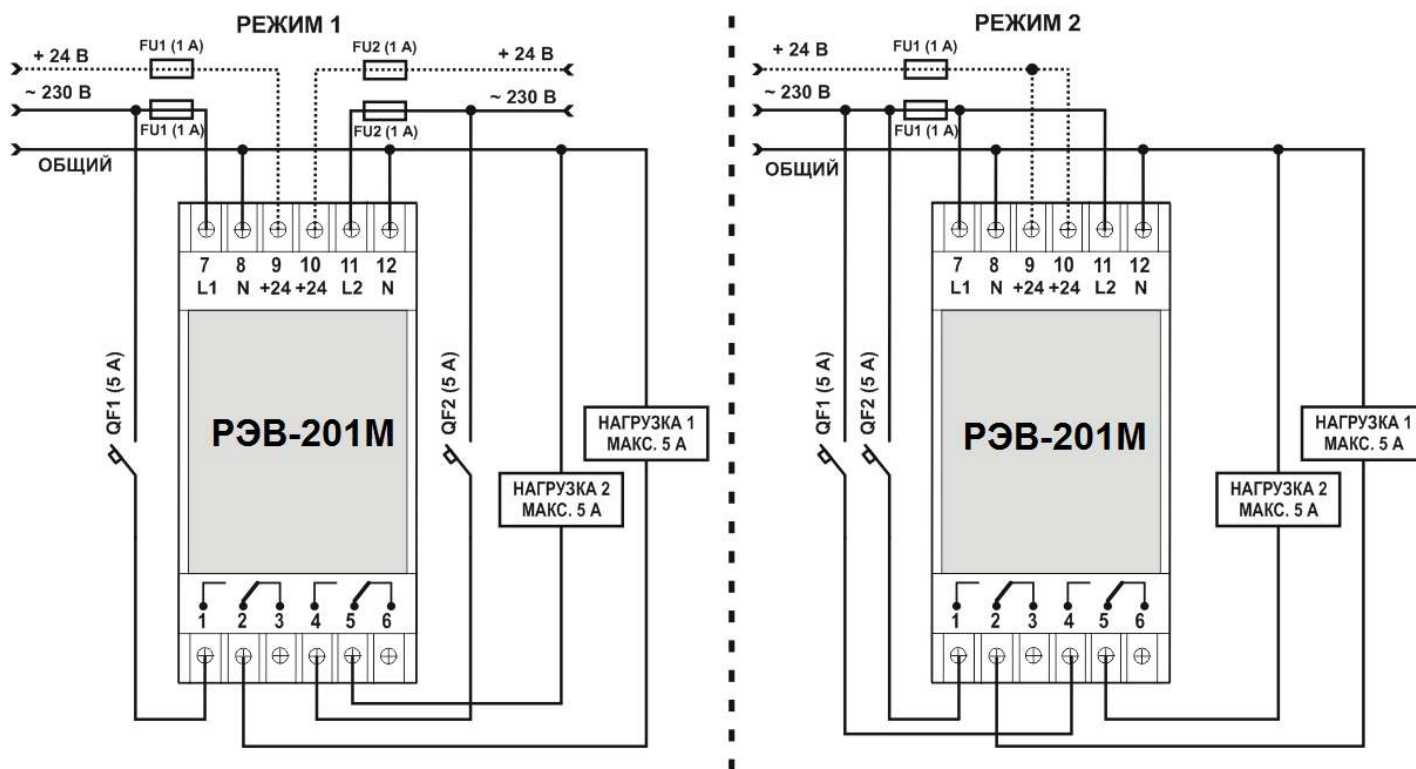 РЕЖИМ 1
FU1 (1 А)
FU2 (1 А)
+ 24 В
+ 24 В
~ 230 В
~ 230 В
FU1 (1 А)
FU2 (1 А)
ОБЩИЙ
7 8 9 10 11 12
L1 N +24 +24 L2 N
QF1 (5 А)
QF2 (5 А)
РЭВ-201М
НАГРУЗКА 1
МАКС. 5 А
НАГРУЗКА 2
МАКС. 5 А
1 2 3 4 5 6
РЕЖИМ 2
FU1 (1 А)
+ 24 В
~ 230 В
FU1 (1 А)
ОБЩИЙ
7 8 9 10 11 12
L1 N +24 +24 L2 N
QF1 (5 А)
QF2 (5 А)
РЭВ-201М
НАГРУЗКА 1
МАКС. 5 А
НАГРУЗКА 2
МАКС. 5 А
1 2 3 4 5 6